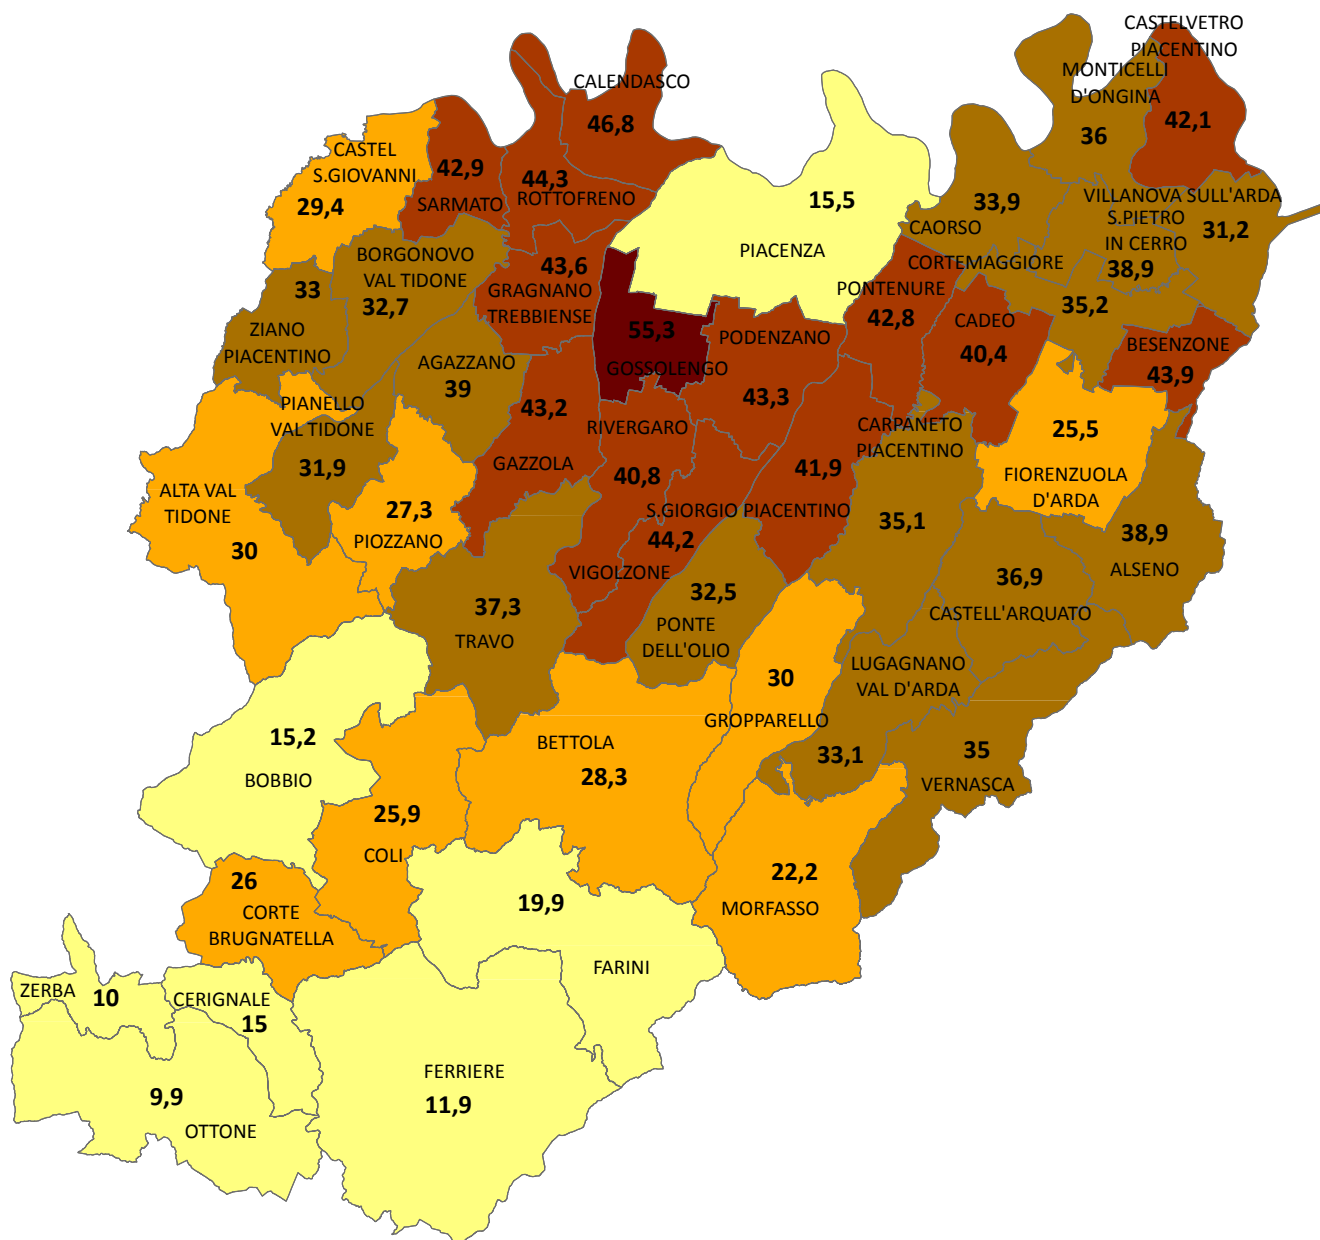 CASTELVETRO
PIACENTINO
42,1
MONTICELLI
D'ONGINA
36
CALENDASCO
46,8
CASTEL
S.GIOVANNI
29,4
42,9
SARMATO
44,3
ROTTOFRENO
15,5
PIACENZA
33,9
CAORSO
VILLANOVA SULL'ARDA
31,2
S.PIETRO
IN CERRO
38,9
BORGONOVO
VAL TIDONE
32,7
43,6
GRAGNANO
TREBBIENSE
CORTEMAGGIORE
35,2
PONTENURE
42,8
33
ZIANO
PIACENTINO
55,3
GOSSOLENGO
PODENZANO
43,3
CADEO
40,4
BESENZONE
43,9
AGAZZANO
39
PIANELLO
VAL TIDONE
31,9
43,2
GAZZOLA
RIVERGARO
40,8
CARPANETO
PIACENTINO
35,1
25,5
FIORENZUOLA
D'ARDA
41,9
S.GIORGIO PIACENTINO
ALTA VAL
TIDONE
30
27,3
PIOZZANO
44,2
VIGOLZONE
38,9
ALSENO
36,9
CASTELL'ARQUATO
37,3
TRAVO
32,5
PONTE
DELL'OLIO
30
GROPPARELLO
LUGAGNANO
VAL D'ARDA
33,1
15,2
BOBBIO
BETTOLA
28,3
35
VERNASCA
25,9
COLI
22,2
MORFASSO
26
CORTE
BRUGNATELLA
19,9
FARINI
ZERBA
10
CERIGNALE
15
FERRIERE
11,9
9,9
OTTONE